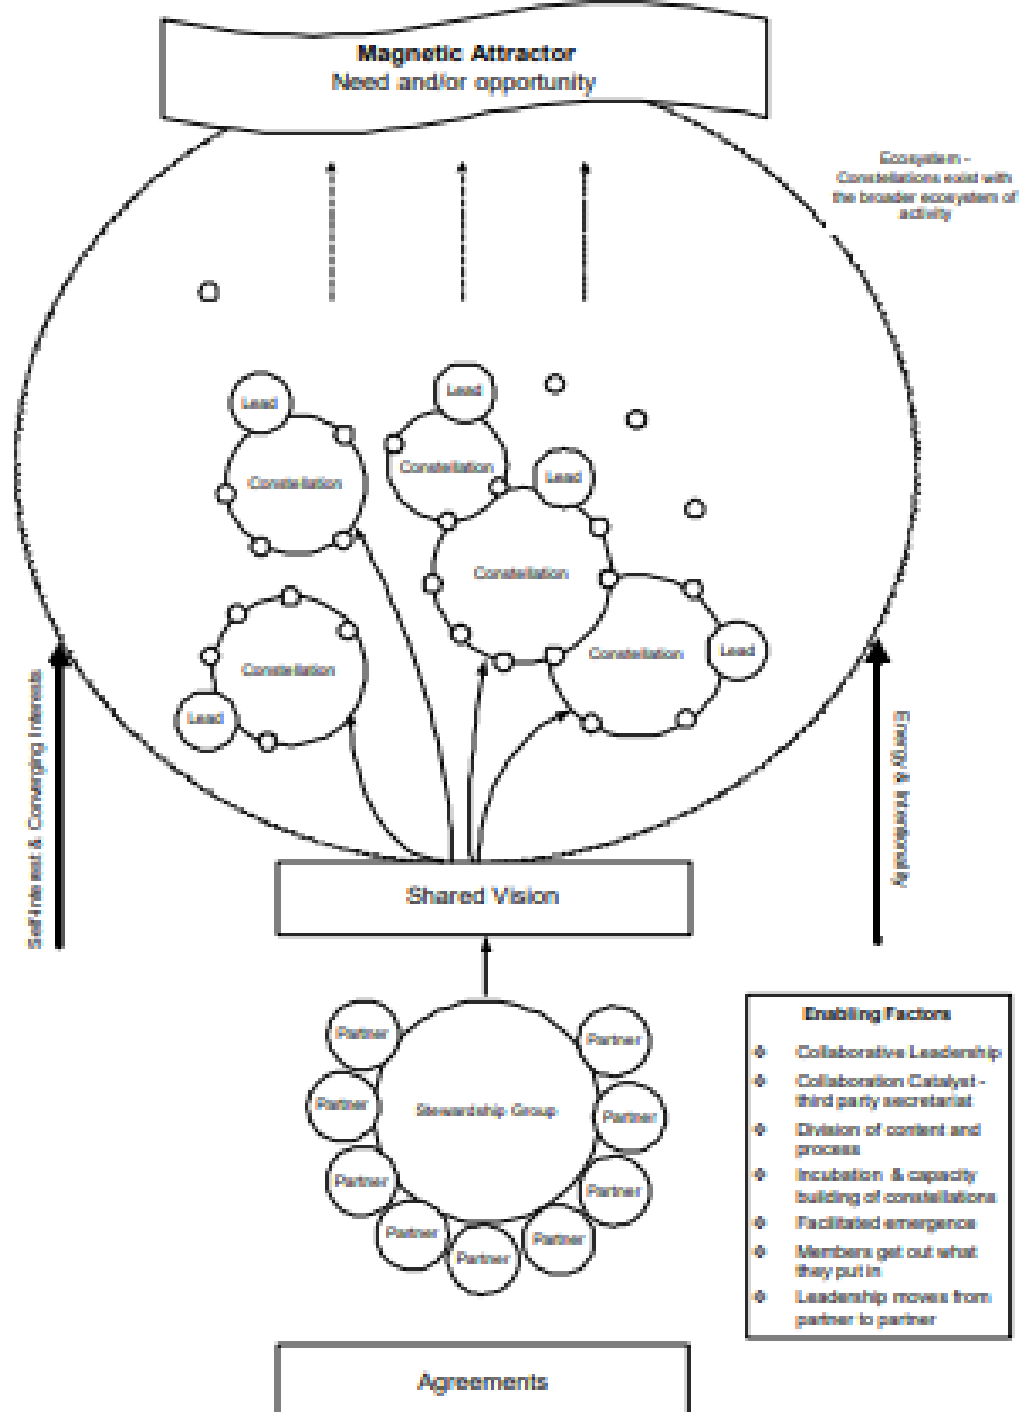 Magnetic Attractor
Need and/or opportunity
Ecosystem -
Constellations exist with
the broader ecosystem of
activity
Lead
Lead
Constellation
Constellation
Lead
Constellation
Constellation
Constellation
Lead
Lead
Self-Interest & Converging Interests
Energy & Intentionality
Shared Vision
Partner
Partner
Partner
Partner
Stewardship Group
Partner
Partner
Partner
Partner
Partner
Enabling Factors
Collaborative Leadership
Collaboration Catalyst -
third party secretariat
Division of content and
process
Incubation & capacity
building of constellations
Facilitated emergence
Members get out what
they put in
Leadership moves from
partner to partner
Agreements